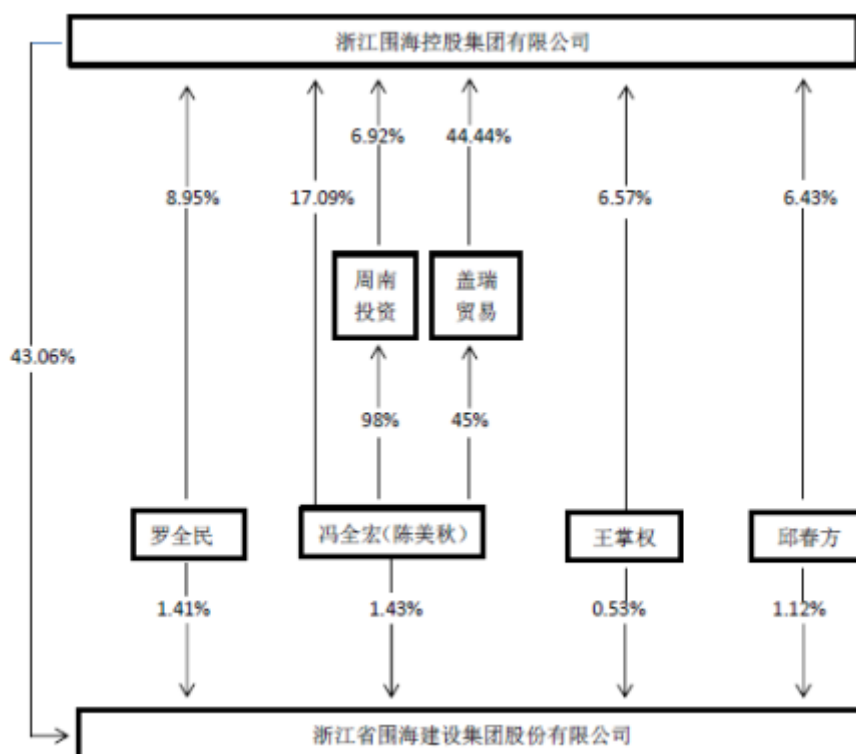 浙江围海控股集团有限公司
6.92%
44.44%
8.95%
17.09%
6.57%
6.43%
周南
投资
盖瑞
贸易
43.06%
98%
45%
罗全民
冯全宏（陈美秋）
王掌权
邱春方
1.41%
1.43%
0.53%
1.12%
浙江省围海建设集团股份有限公司